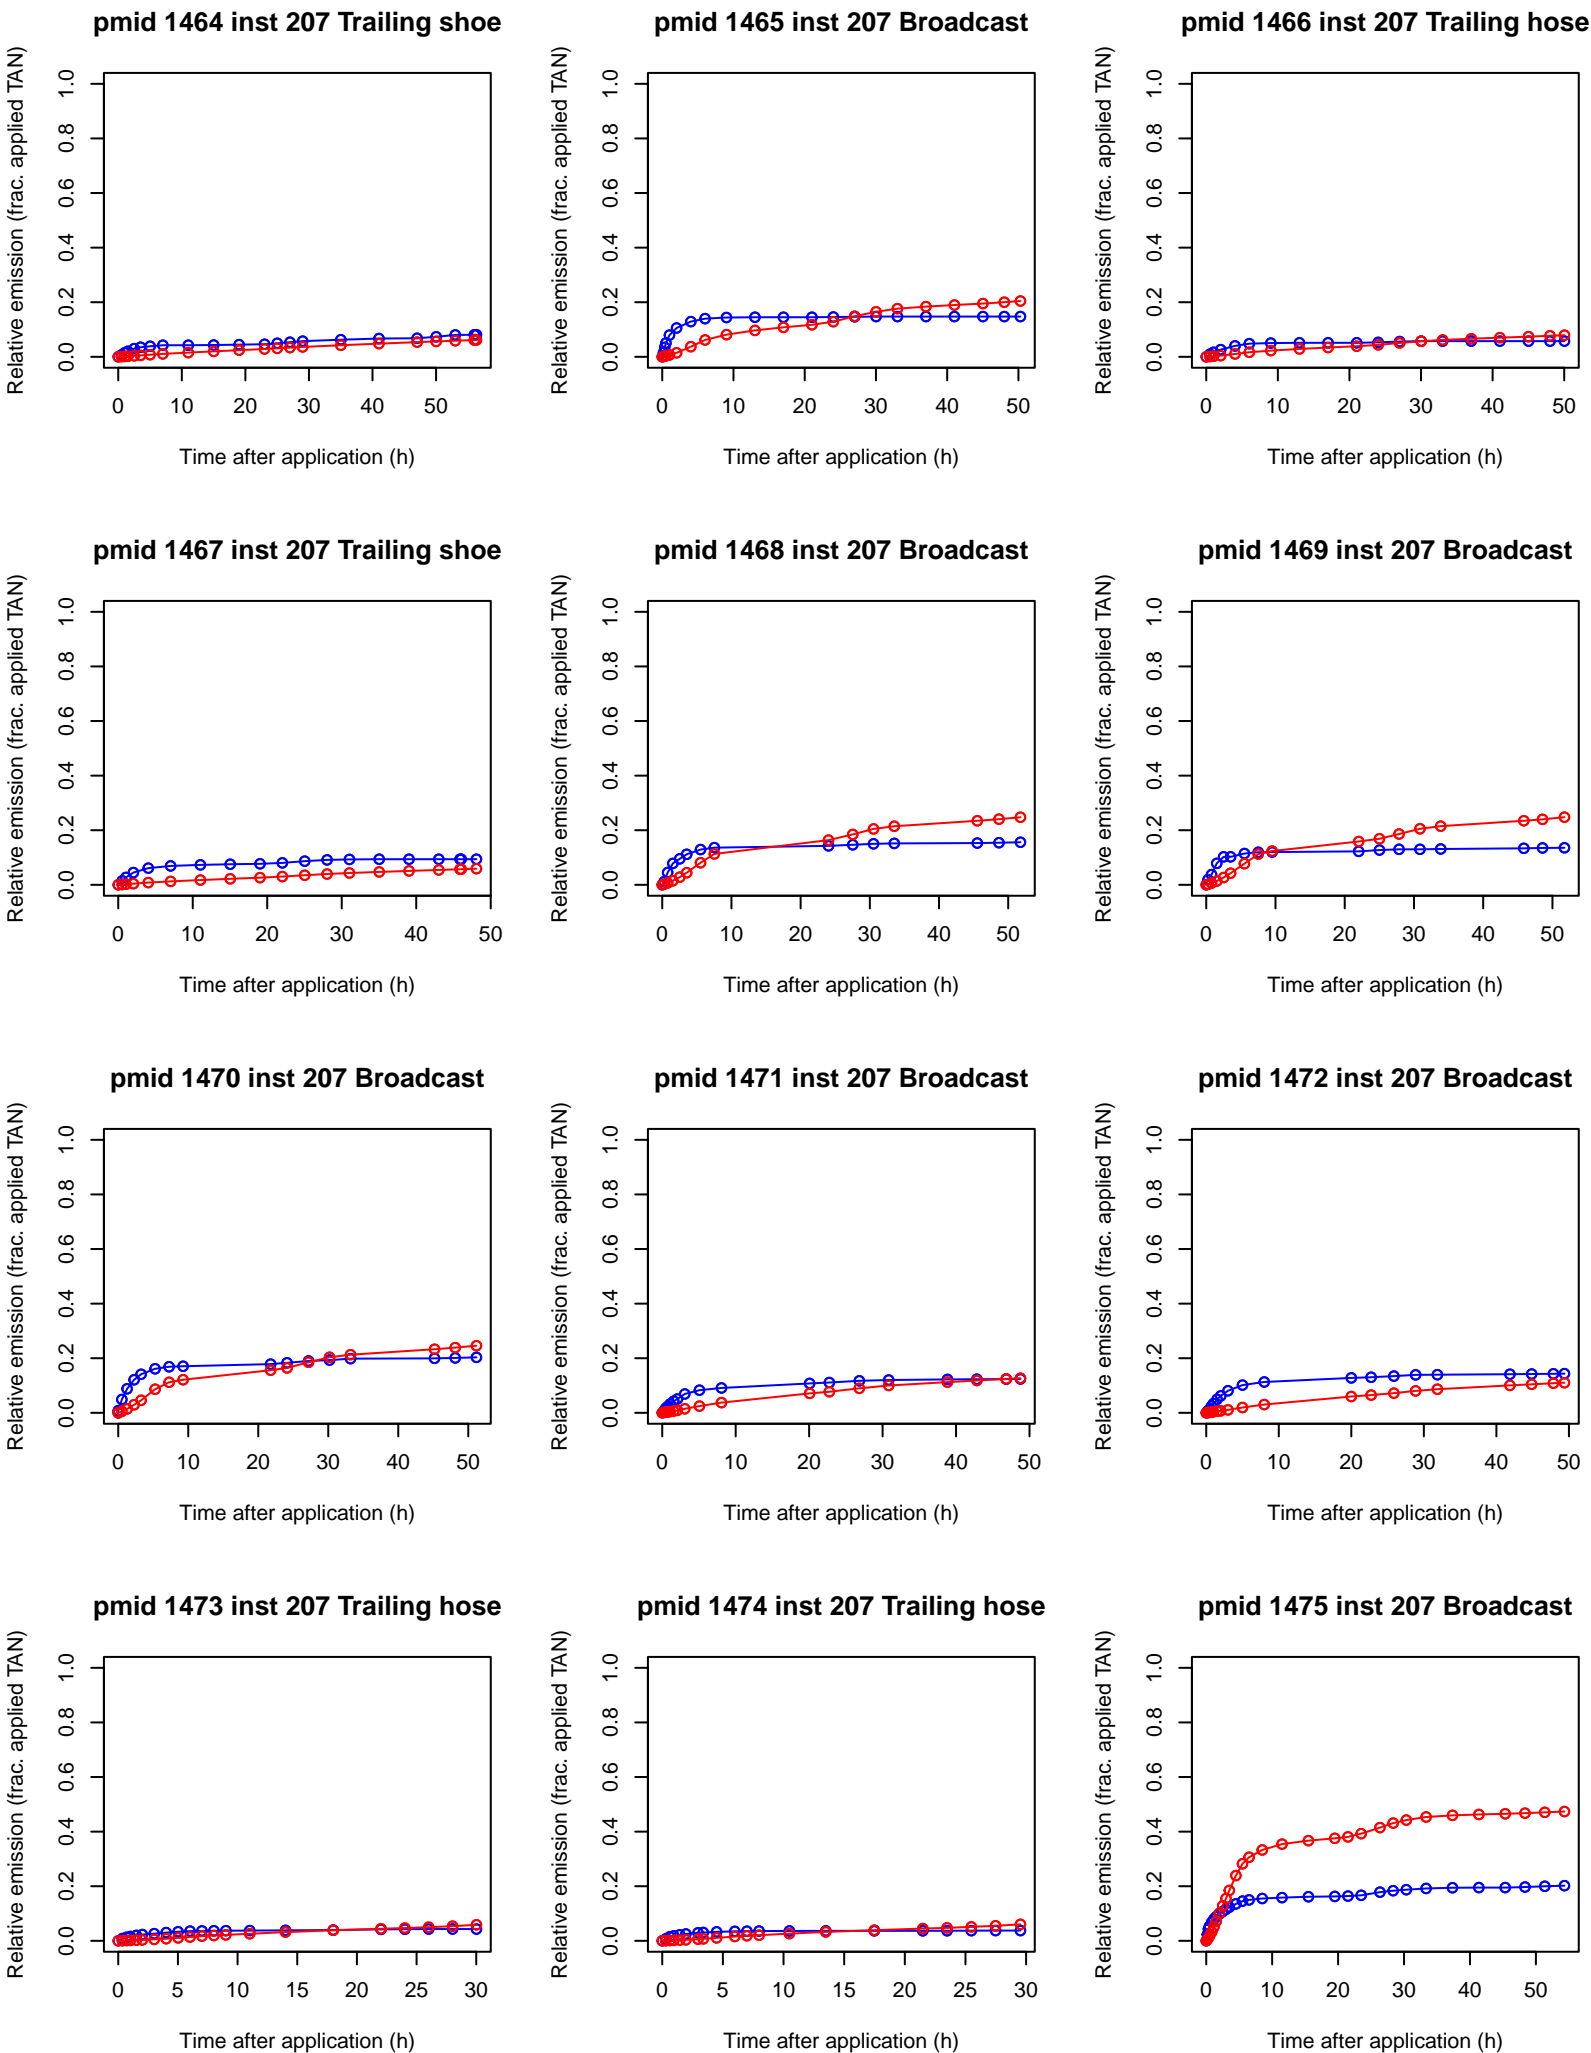 pmid 1464 inst 207 Trailing shoe
Relative emission (frac. applied TAN)
0.0 0.2 0.4 0.6 0.8 1.0
0 10 20 30 40 50
Time after application (h)
pmid 1465 inst 207 Broadcast
Relative emission (frac. applied TAN)
0.0 0.2 0.4 0.6 0.8 1.0
0 10 20 30 40 50
Time after application (h)
pmid 1466 inst 207 Trailing hose
Relative emission (frac. applied TAN)
0.0 0.2 0.4 0.6 0.8 1.0
0 10 20 30 40 50
Time after application (h)
pmid 1467 inst 207 Trailing shoe
Relative emission (frac. applied TAN)
0.0 0.2 0.4 0.6 0.8 1.0
0 10 20 30 40 50
Time after application (h)
pmid 1468 inst 207 Broadcast
Relative emission (frac. applied TAN)
0.0 0.2 0.4 0.6 0.8 1.0
0 10 20 30 40 50
Time after application (h)
pmid 1469 inst 207 Broadcast
Relative emission (frac. applied TAN)
0.0 0.2 0.4 0.6 0.8 1.0
0 10 20 30 40 50
Time after application (h)
pmid 1470 inst 207 Broadcast
Relative emission (frac. applied TAN)
0.0 0.2 0.4 0.6 0.8 1.0
0 10 20 30 40 50
Time after application (h)
pmid 1471 inst 207 Broadcast
Relative emission (frac. applied TAN)
0.0 0.2 0.4 0.6 0.8 1.0
0 10 20 30 40 50
Time after application (h)
pmid 1472 inst 207 Broadcast
Relative emission (frac. applied TAN)
0.0 0.2 0.4 0.6 0.8 1.0
0 10 20 30 40 50
Time after application (h)
pmid 1473 inst 207 Trailing hose
Relative emission (frac. applied TAN)
0.0 0.2 0.4 0.6 0.8 1.0
0 5 10 15 20 25 30
Time after application (h)
pmid 1474 inst 207 Trailing hose
Relative emission (frac. applied TAN)
0.0 0.2 0.4 0.6 0.8 1.0
0 5 10 15 20 25 30
Time after application (h)
pmid 1475 inst 207 Broadcast
Relative emission (frac. applied TAN)
0.0 0.2 0.4 0.6 0.8 1.0
0 10 20 30 40 50
Time after application (h)